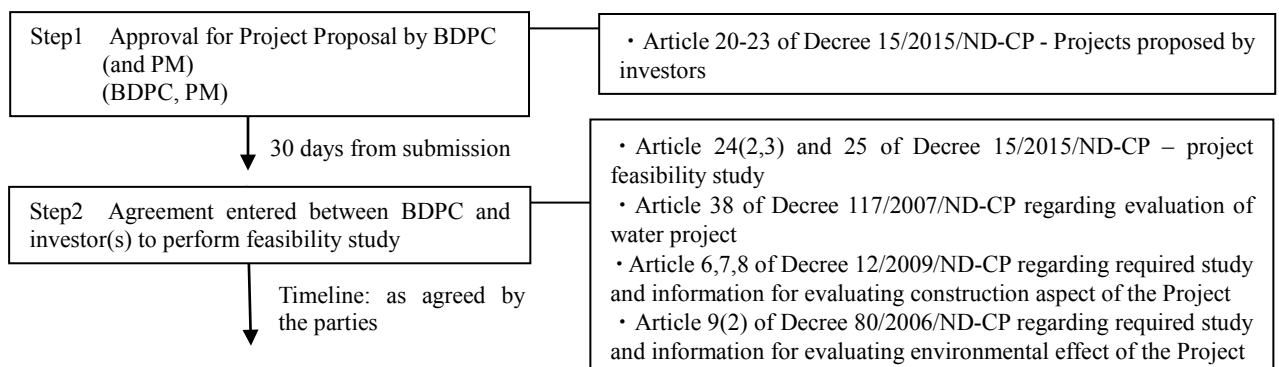 Step1 Approval for Project Proposal by BDPC
(and PM)
(BDPC, PM)
・Article 20-23 of Decree 15/2015/ND-CP - Projects proposed by
investors
30 days from submission
Step2 Agreement entered between BDPC and
investor(s) to perform feasibility study
・Article 24(2,3) and 25 of Decree 15/2015/ND-CP – project
feasibility study
・Article 38 of Decree 117/2007/ND-CP regarding evaluation of
water project
・Article 6,7,8 of Decree 12/2009/ND-CP regarding required study
and information for evaluating construction aspect of the Project
・Article 9(2) of Decree 80/2006/ND-CP regarding required study
and information for evaluating environmental effect of the Project
Timeline: as agreed by
the parties